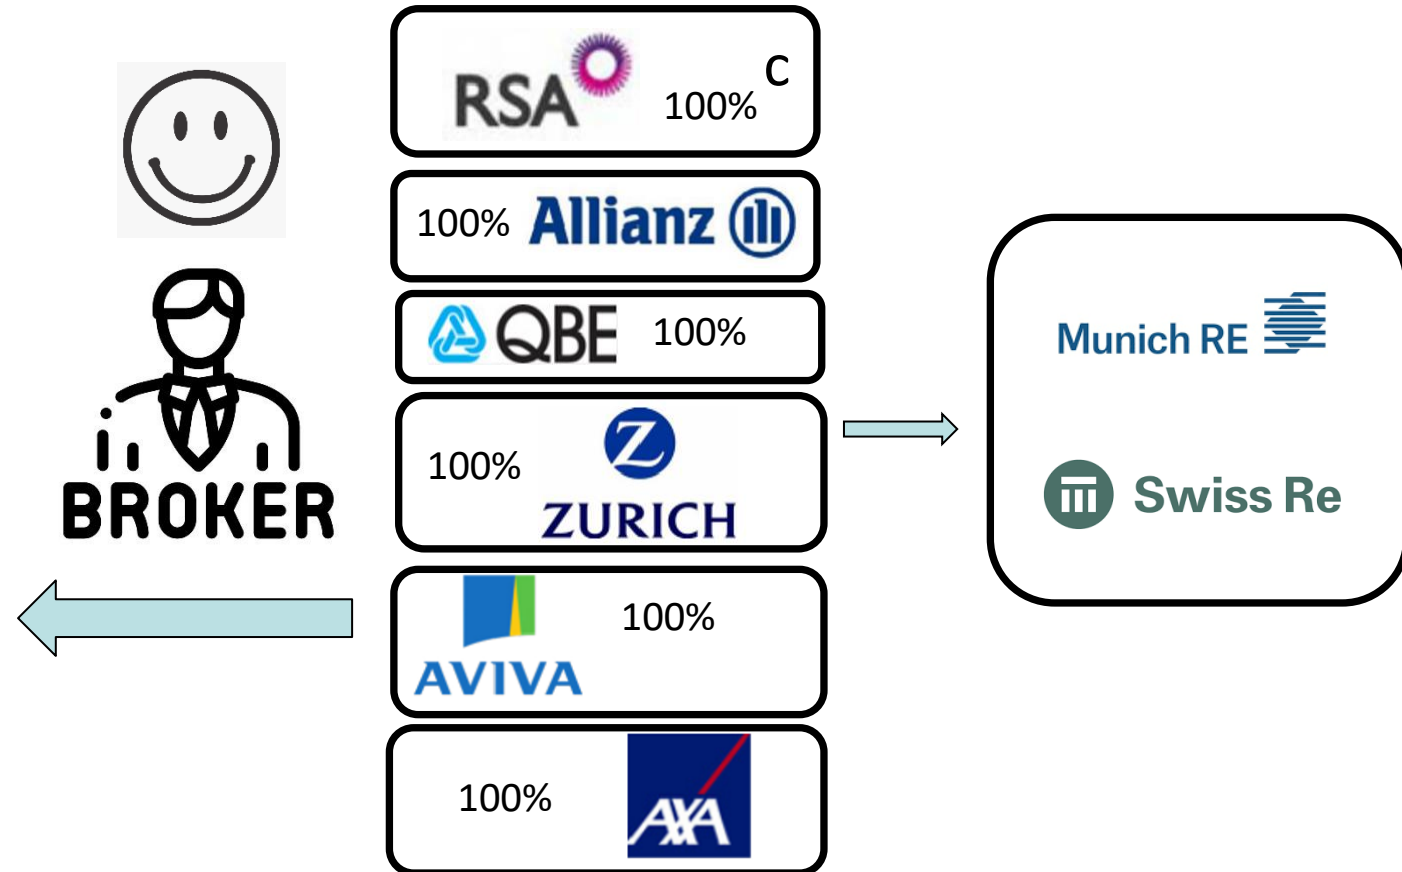 RSA
100%
C
100%
Allianz
QBE
100%
100%
Z
ZURICH
100%
AVIVA
100%
AXA
BROKER
Munich RE
Swiss Re